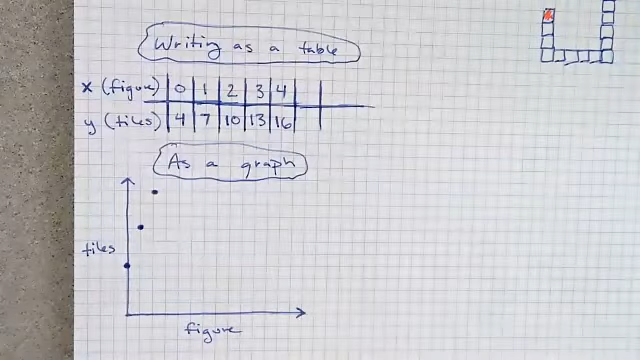 Writing as a table
x (figure) 0 1 2 3 4
y (tiles) 4 7 10 13 16
As a graph
tiles
figure